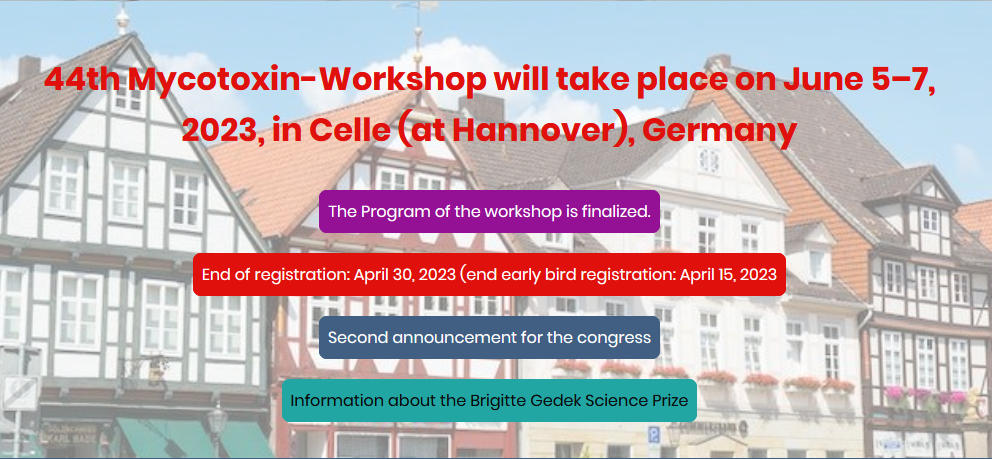 44th Mycotoxin-Workshop will take place on June 5–7,
2023, in Celle (at Hannover), Germany
The Program of the workshop is finalized.
End of registration: April 30, 2023 (end early bird registration: April 15, 2023
Second announcement for the congress
Information about the Brigitte Gedek Science Prize